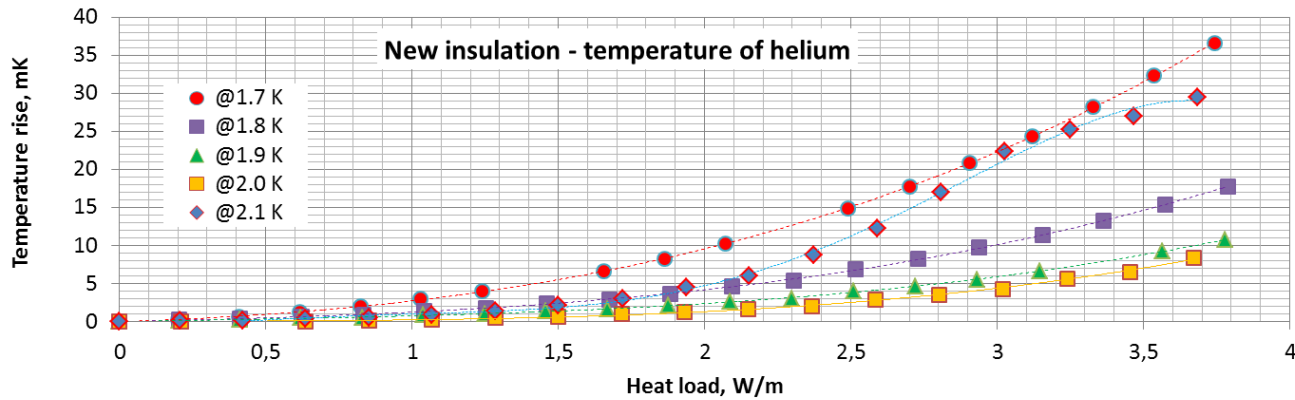 New insulation - temperature of helium
Temperature rise, mK
40
35
30
25
20
15
10
5
0
@1.7 K
@1.8 K
@1.9 K
@2.0 K
@2.1 K
0 0,5 1 1,5 2 2,5 3 3,5 4
Heat load, W/m